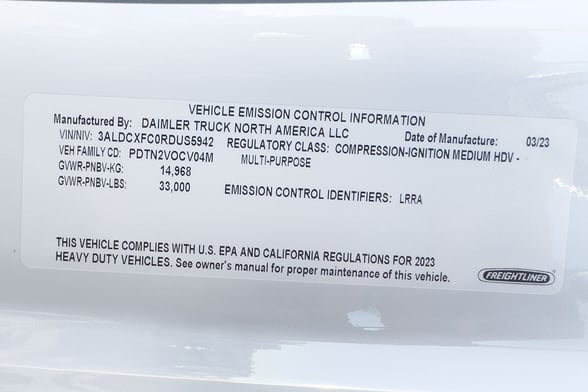 VEHICLE EMISSION CONTROL INFORMATION
Manufactured By: DAIMLER TRUCK NORTH AMERICA LLC Date of Manufacture: 03/23
VIN/NIV: 3ALDCXFC0RDUS5942 REGULATORY CLASS: COMPRESSION-IGNITION MEDIUM HDV -
VEH FAMILY CD: PDTN2VOCV04M MULTI-PURPOSE
GVWR-PNBV-KG: 14,968
GVWR-PNBV-LBS: 33,000 EMISSION CONTROL IDENTIFIERS: LRRA
THIS VEHICLE COMPLIES WITH U.S. EPA AND CALIFORNIA REGULATIONS FOR 2023
HEAVY DUTY VEHICLES. See owner's manual for proper maintenance of this vehicle.
FREIGHTLINER